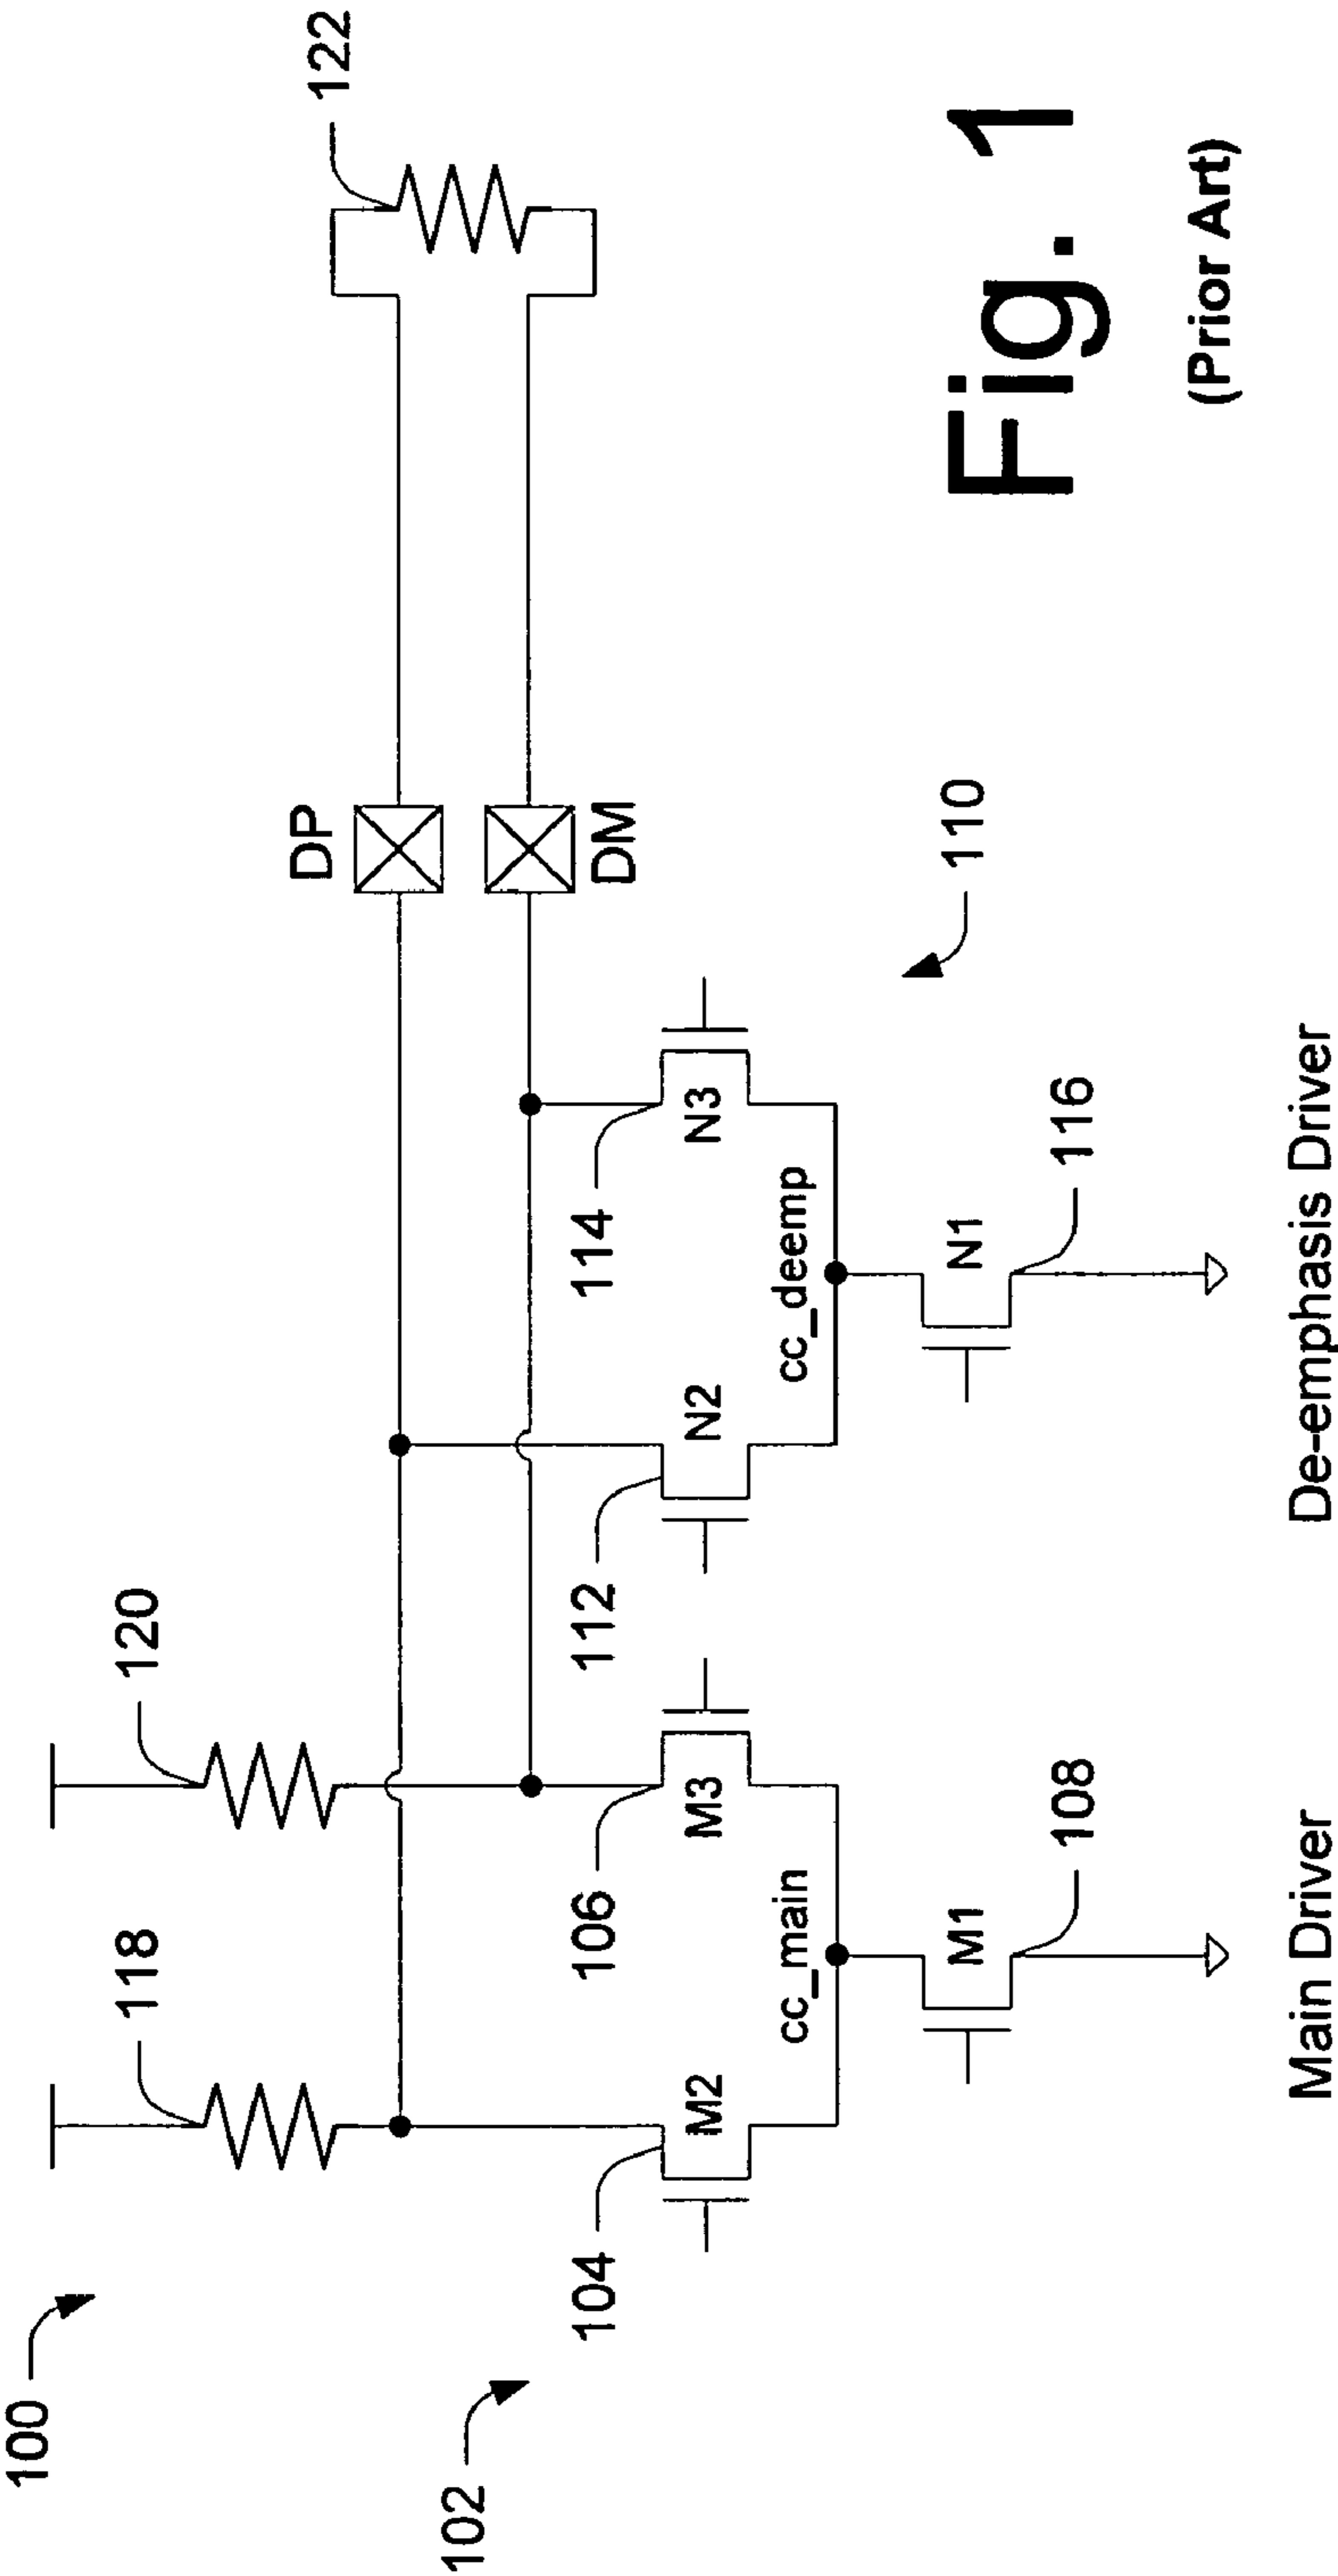 100
118
120
122
DP
DM
102
104
106
112
114
M2
M3
N2
N3
cc_main
cc_deemp
110
M1
N1
108
116
Main Driver
De-emphasis Driver
Fig. 1
(Prior Art)